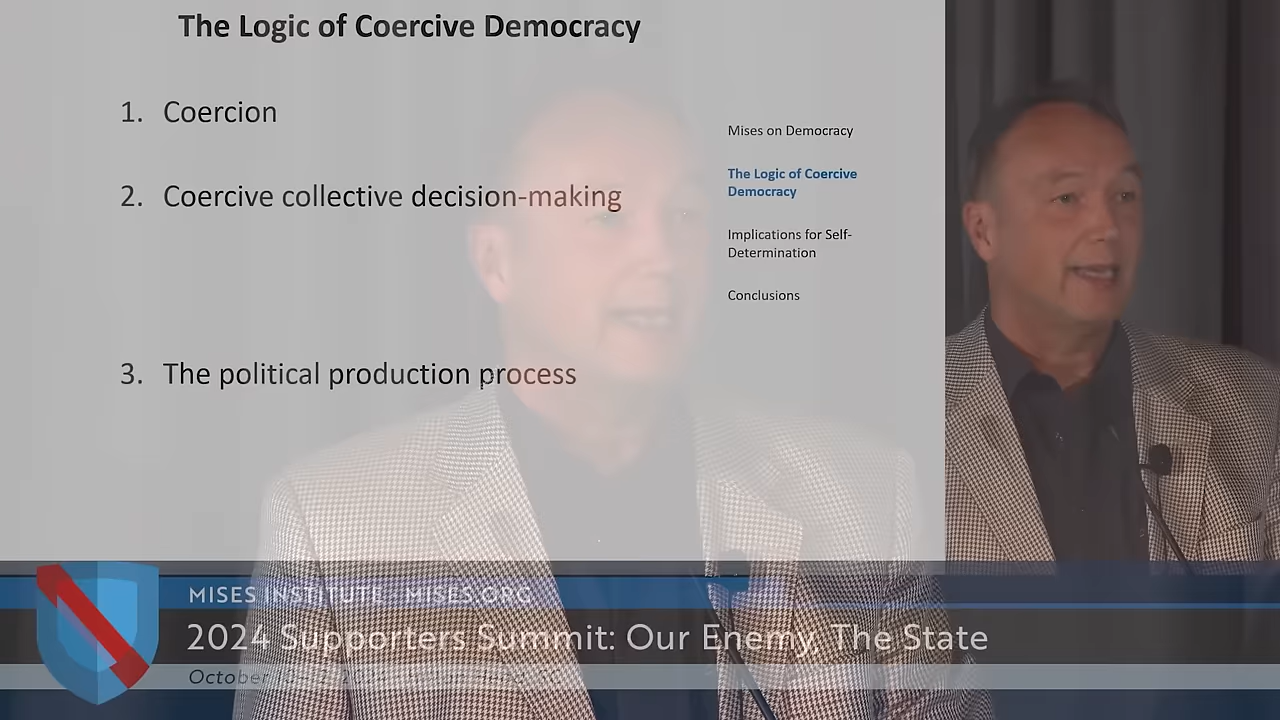 The Logic of Coercive Democracy
1. Coercion
2. Coercive collective decision-making
3. The political production process
Mises on Democracy
The Logic of Coercive
Democracy
Implications for Self-
Determination
Conclusions
MISES INSTITUTE MISES.ORG
2024 Supporters Summit: Our Enemy, The State
October